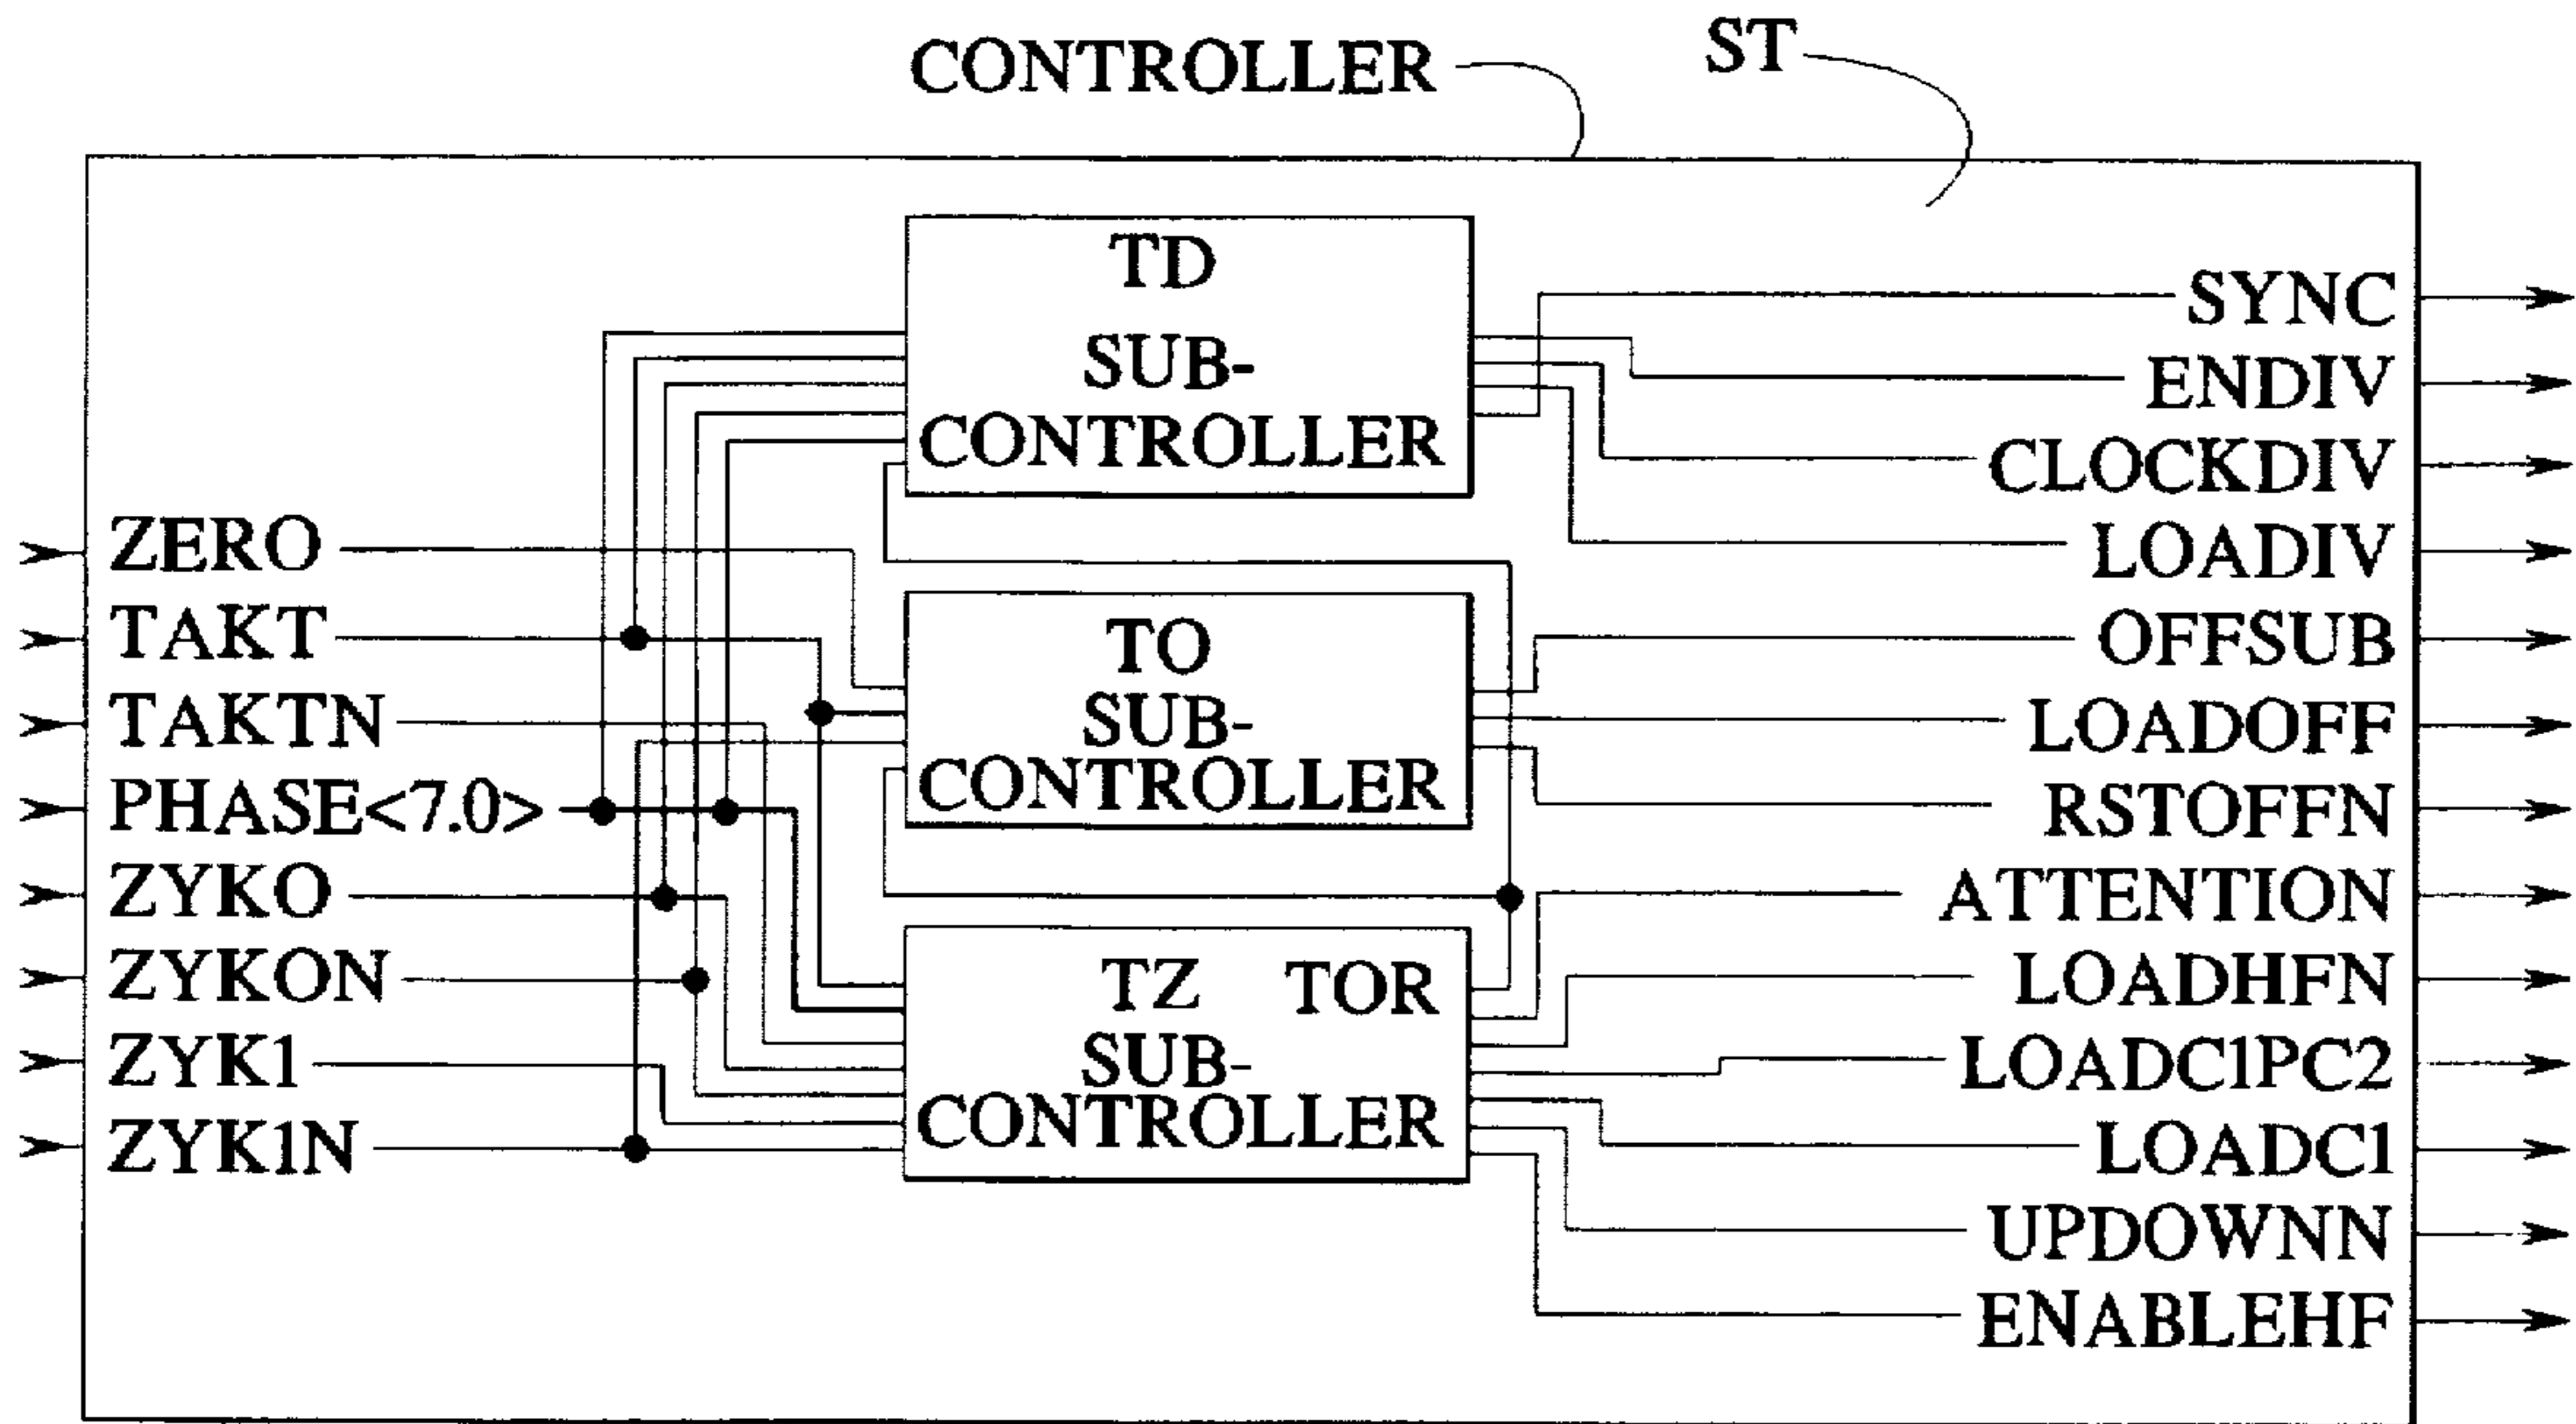 CONTROLLER
ST
TD
SUB-
CONTROLLER
ZERO
TAKT
TAKTN
PHASE<7.0>
ZYKO
ZYKON
ZYK1
ZYK1N
TO
SUB-
CONTROLLER
TZ TOR
SUB-
CONTROLLER
SYNC
ENDIV
CLOCKDIV
LOADIV
OFFSUB
LOADOFF
RSTOFFN
ATTENTION
LOADHFN
LOADC1PC2
LOADC1
UPDOWNN
ENABLEHF